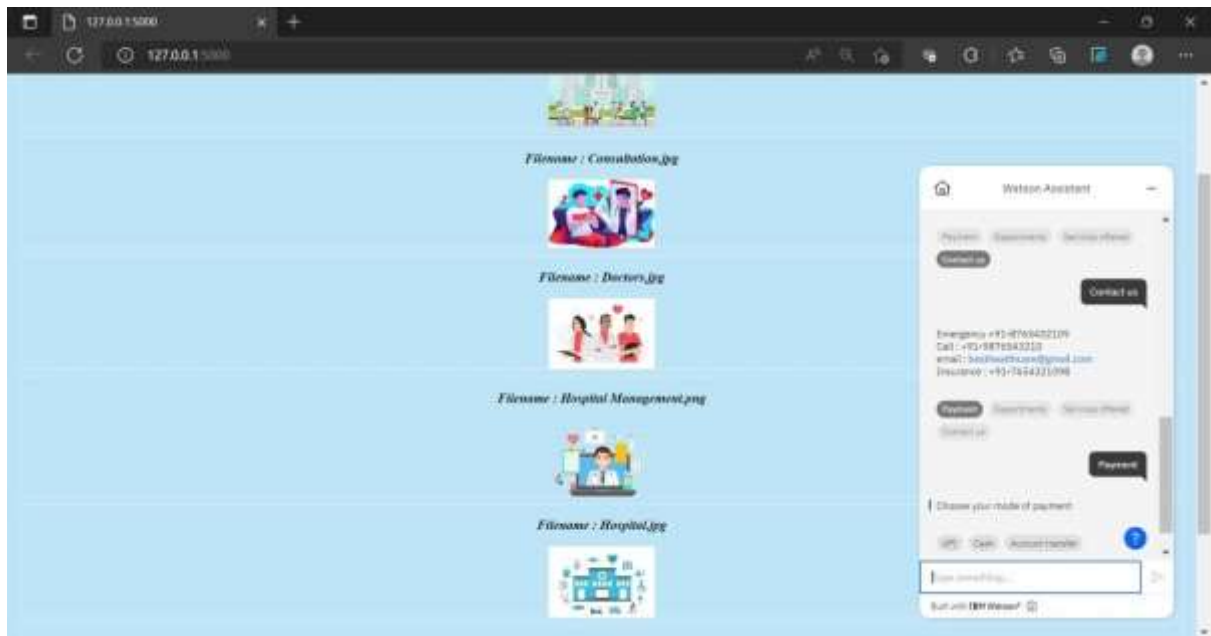 127.0.0.1:5000
127.0.0.1:5000
Filename : Consultation.jpg
Filename : Doctors.jpg
Filename : Hospital Management.png
Filename : Hospital.jpg
Watson Assistant
Payment Departments Services offered
Contact us
Contact us
Emergency +91-8765432109
Call : +91-9876543210
email :
Insurance : +91-7654321098
Payment Departments Services offered
Contact us
Payment
Choose your mode of payment
UPI Cash Account transfer
?
Type something...
Built with IBM Watson®